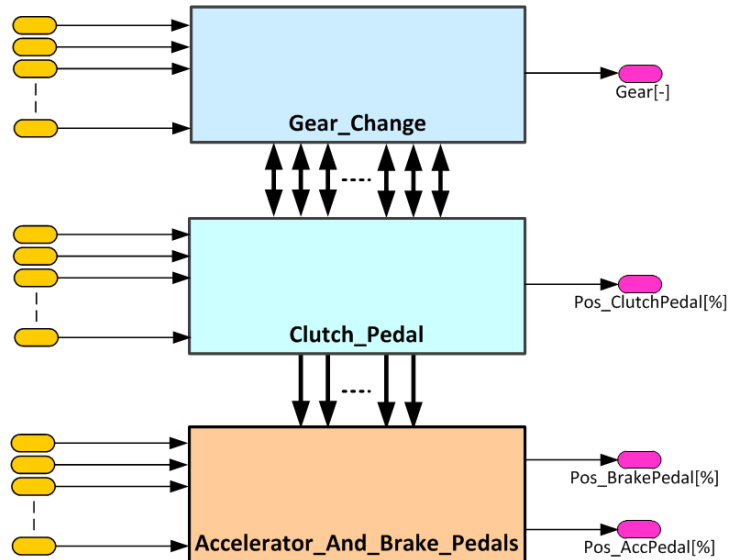 Gear_Change
Gear[-]
Clutch_Pedal
Pos_ClutchPedal[%]
Accelerator_And_Brake_Pedals
Pos_BrakePedal[%]
Pos_AccPedal[%]